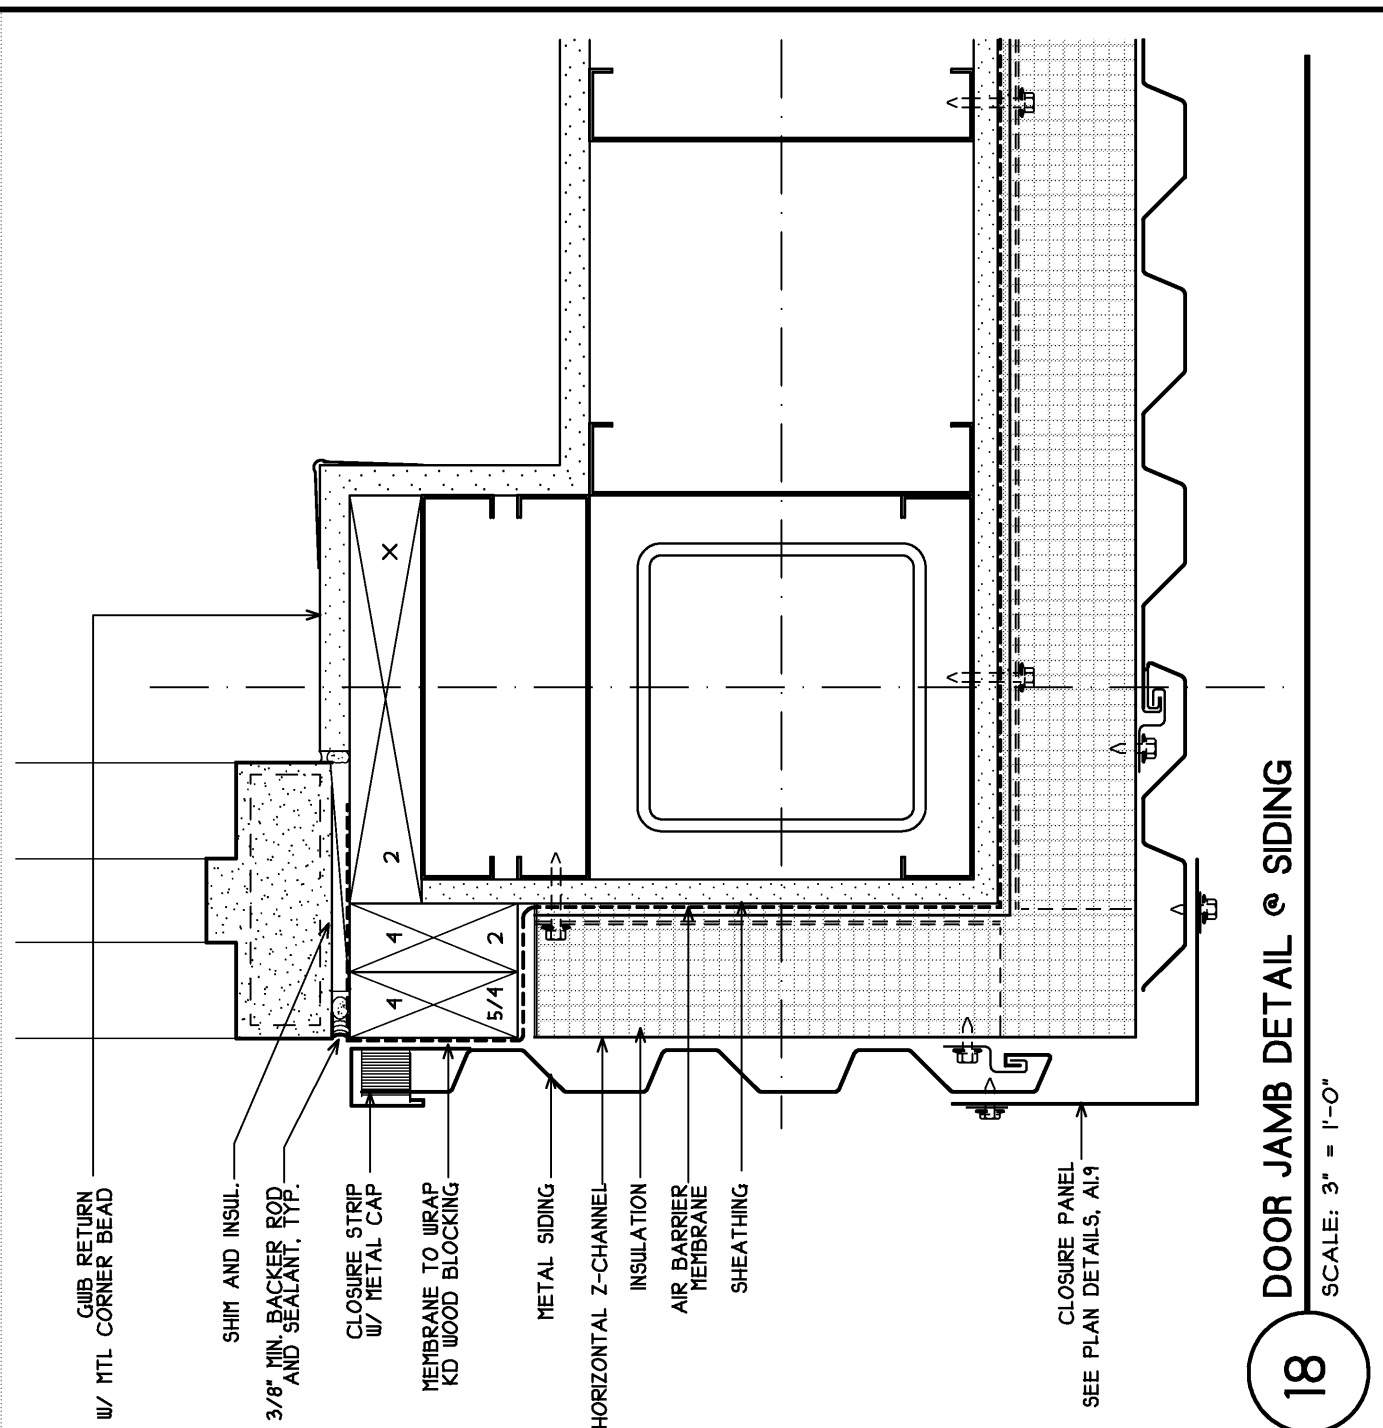 GWB RETURN
W/ MTL CORNER BEAD
SHIM AND INSUL.
3/8" MIN. BACKER ROD
AND SEALANT, TYP.
CLOSURE STRIP
W/ METAL CAP
MEMBRANE TO WRAP
KD WOOD BLOCKING
METAL SIDING
HORIZONTAL Z-CHANNEL
INSULATION
AIR BARRIER
MEMBRANE
SHEATHING
CLOSURE PANEL
SEE PLAN DETAILS, A1.9
2 X
4 2
4 5/4
18
DOOR JAMB DETAIL @ SIDING
SCALE: 3" = 1'-0"